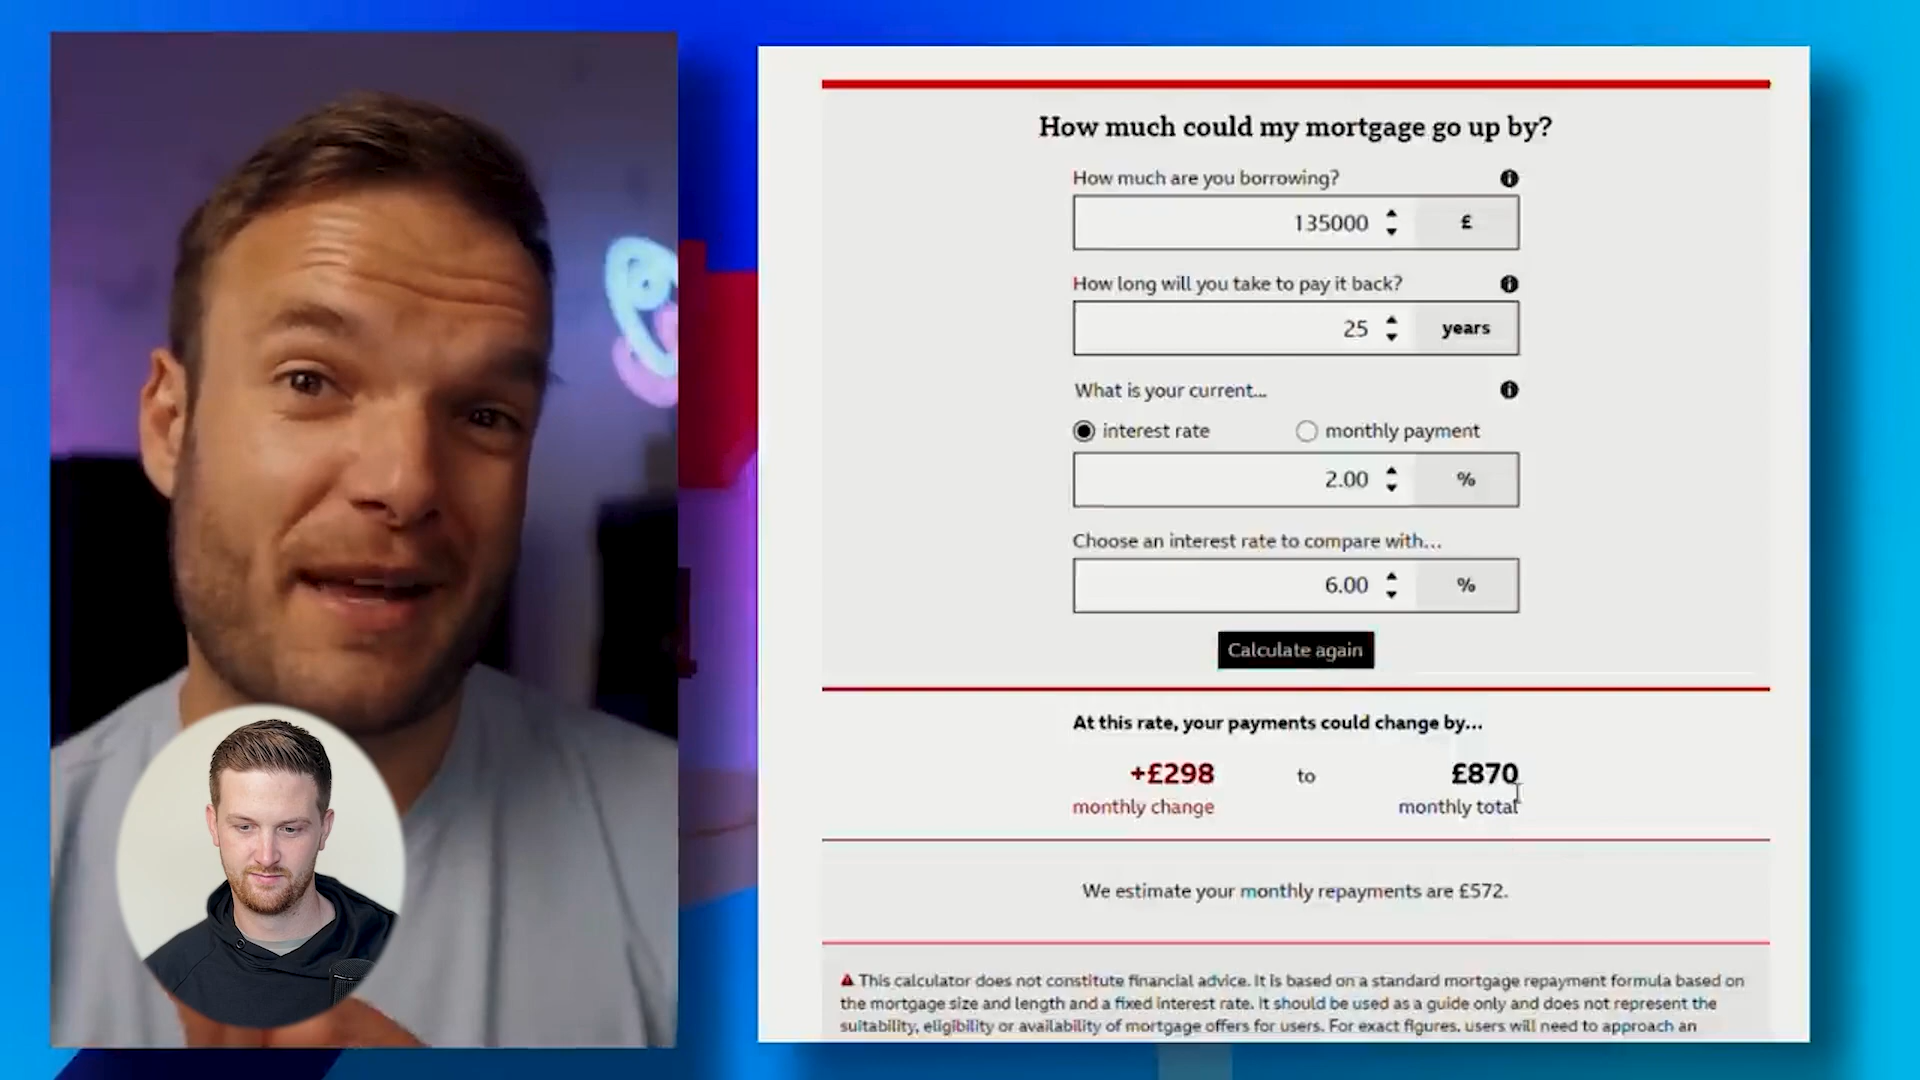 How much could my mortgage go up by?
How much are you borrowing?
135000 £
How long will you take to pay it back?
25 years
What is your current...
interest rate monthly payment
2.00 %
Choose an interest rate to compare with...
6.00 %
Calculate again
At this rate, your payments could change by...
+£298 to £870
monthly change monthly total
We estimate your monthly repayments are £572.
This calculator does not constitute financial advice. It is based on a standard mortgage repayment formula based on
the mortgage size and length and a fixed interest rate. It should be used as a guide only and does not represent the
suitability, eligibility or availability of mortgage offers for users. For exact figures, users will need to approach an